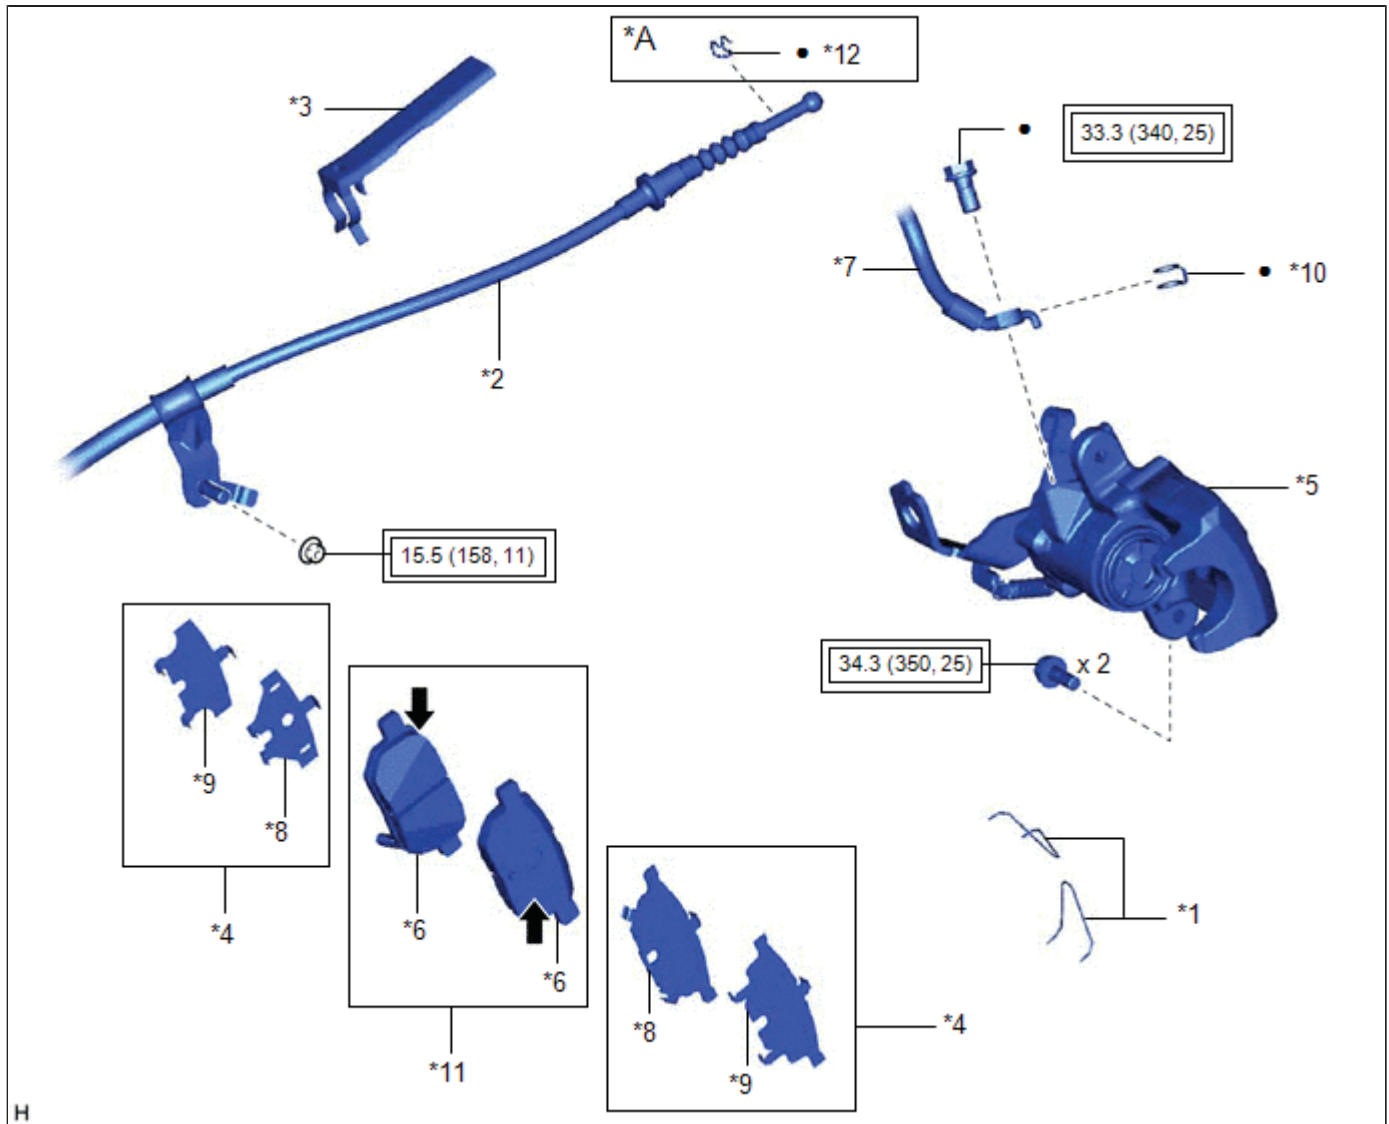 *A
● *12
*3
● 33.3 (340, 25)
*7
● *10
*2
*5
15.5 (158, 11)
34.3 (350, 25)
x 2
*9
*8
*4
*6
*6
*11
*8
*9
*4
*1
H